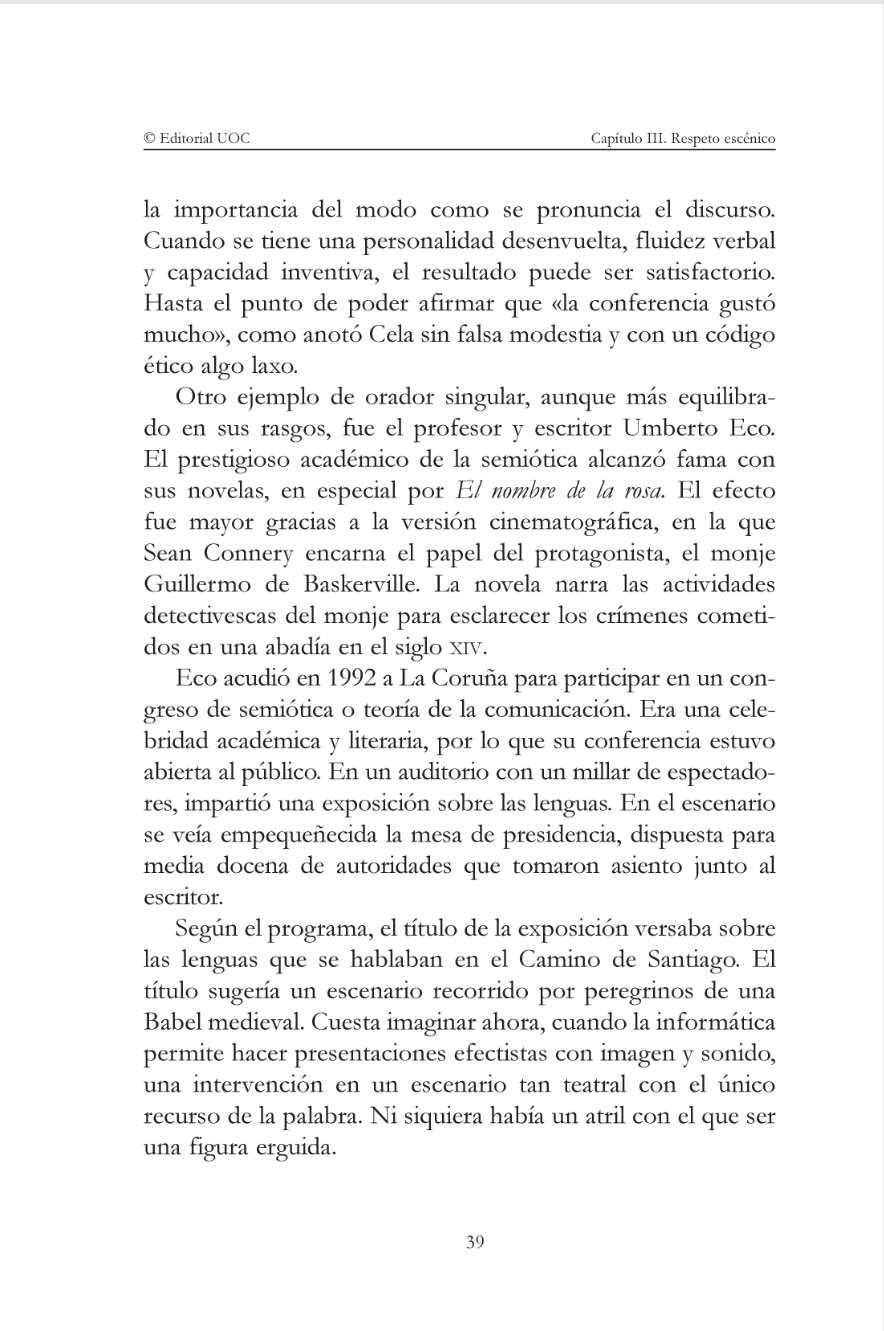 © Editorial UOC
Capítulo III. Respeto escénico
la importancia del modo como se pronuncia el discurso.
Cuando se tiene una personalidad desenvuelta, fluidez verbal
y capacidad inventiva, el resultado puede ser satisfactorio.
Hasta el punto de poder afirmar que «la conferencia gustó
mucho», como anotó Cela sin falsa modestia y con un código
ético algo laxo.
Otro ejemplo de orador singular, aunque más equilibra-
do en sus rasgos, fue el profesor y escritor Umberto Eco.
El prestigioso académico de la semiótica alcanzó fama con
sus novelas, en especial por El nombre de la rosa. El efecto
fue mayor gracias a la versión cinematográfica, en la que
Sean Connery encarna el papel del protagonista, el monje
Guillermo de Baskerville. La novela narra las actividades
detectivescas del monje para esclarecer los crímenes cometi-
dos en una abadía en el siglo XIV.
Eco acudió en 1992 a La Coruña para participar en un con-
greso de semiótica o teoría de la comunicación. Era una cele-
bridad académica y literaria, por lo que su conferencia estuvo
abierta al público. En un auditorio con un millar de espectado-
res, impartió una exposición sobre las lenguas. En el escenario
se veía empequeñecida la mesa de presidencia, dispuesta para
media docena de autoridades que tomaron asiento junto al
escritor.
Según el programa, el título de la exposición versaba sobre
las lenguas que se hablaban en el Camino de Santiago. El
título sugería un escenario recorrido por peregrinos de una
Babel medieval. Cuesta imaginar ahora, cuando la informática
permite hacer presentaciones efectistas con imagen y sonido,
una intervención en un escenario tan teatral con el único
recurso de la palabra. Ni siquiera había un atril con el que ser
una figura erguida.
39